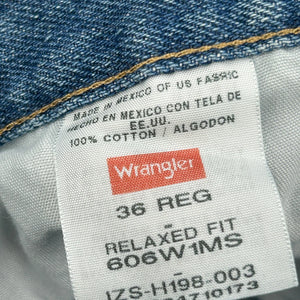 MADE IN MEXICO OF US FABRIC
HECHO EN MEXICO CON TELA DE
EE.UU.
100% COTTON / ALGODON
Wrangler
36 REG
-
RELAXED FIT
606W1MS
-
IZS-H198-003